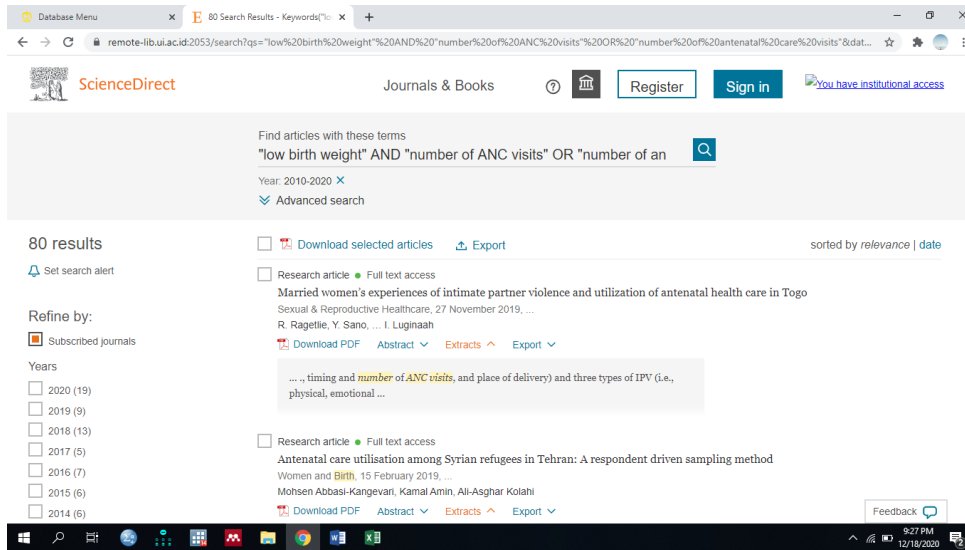 Database Menu
80 Search Results - Keywords("lo
remote-lib.ui.ac.id:2053/search?qs="low%20birth%20weight"%20AND%20"number%20of%20ANC%20visits"%20OR%20"number%20of%20antenatal%20care%20visits"&dat...
ScienceDirect
Journals & Books
?
Register
Sign in
You have institutional access
Find articles with these terms
"low birth weight" AND "number of ANC visits" OR "number of an
Year: 2010-2020 ×
Advanced search
80 results
Download selected articles Export
sorted by relevance | date
Set search alert
Research article ● Full text access
Married women's experiences of intimate partner violence and utilization of antenatal health care in Togo
Sexual & Reproductive Healthcare, 27 November 2019, ...
R. Ragetlie, Y. Sano, ... I. Luginaah
Download PDF Abstract Extracts Export
... ., timing and number of ANC visits, and place of delivery) and three types of IPV (i.e.,
physical, emotional ...
Refine by:
Subscribed journals
Years
2020 (19)
2019 (9)
2018 (13)
2017 (5)
2016 (7)
2015 (6)
2014 (6)
Research article ● Full text access
Antenatal care utilisation among Syrian refugees in Tehran: A respondent driven sampling method
Women and Birth, 15 February 2019, ...
Mohsen Abbasi-Kangevari, Kamal Amin, Ali-Asghar Kolahi
Download PDF Abstract Extracts Export
Feedback
9:27 PM
12/18/2020